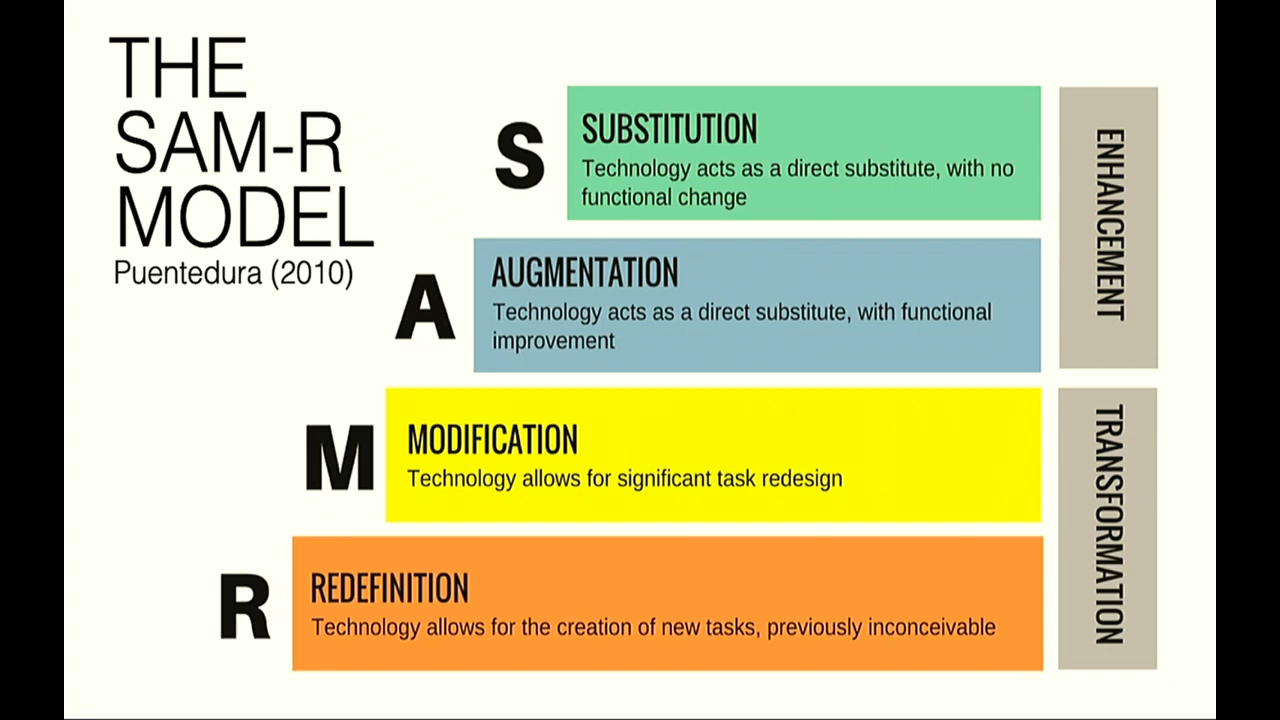 THE
SAM-R
MODEL
Puentedura (2010)
S
SUBSTITUTION
Technology acts as a direct substitute, with no
functional change
A
AUGMENTATION
Technology acts as a direct substitute, with functional
improvement
ENHANCEMENT
M
MODIFICATION
Technology allows for significant task redesign
R
REDEFINITION
Technology allows for the creation of new tasks, previously inconceivable
TRANSFORMATION